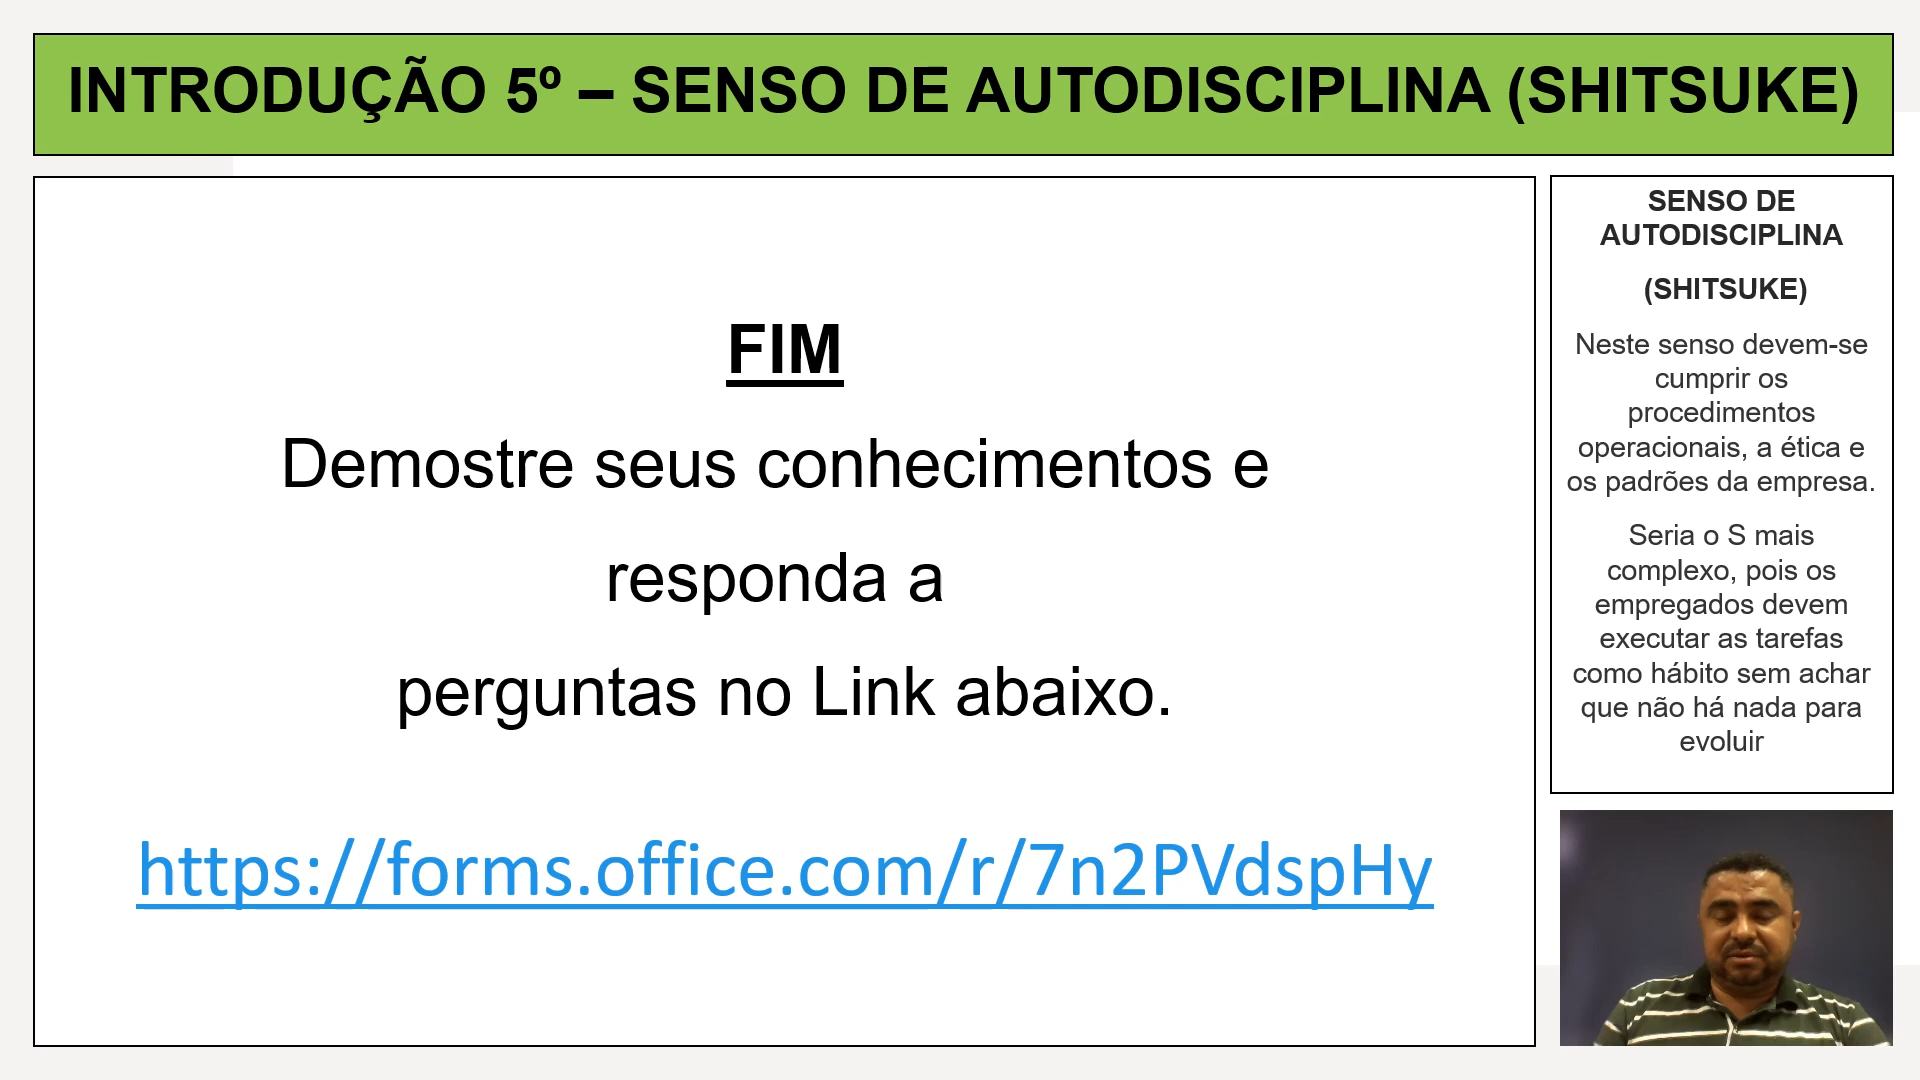 INTRODUÇÃO 5º – SENSO DE AUTODISCIPLINA (SHITSUKE)
FIM
Demostre seus conhecimentos e
responda a
perguntas no Link abaixo.
https://forms.office.com/r/7n2PVdspHy
SENSO DE
AUTODISCIPLINA
(SHITSUKE)
Neste senso devem-se
cumprir os
procedimentos
operacionais, a ética e
os padrões da empresa.
Seria o S mais
complexo, pois os
empregados devem
executar as tarefas
como hábito sem achar
que não há nada para
evoluir